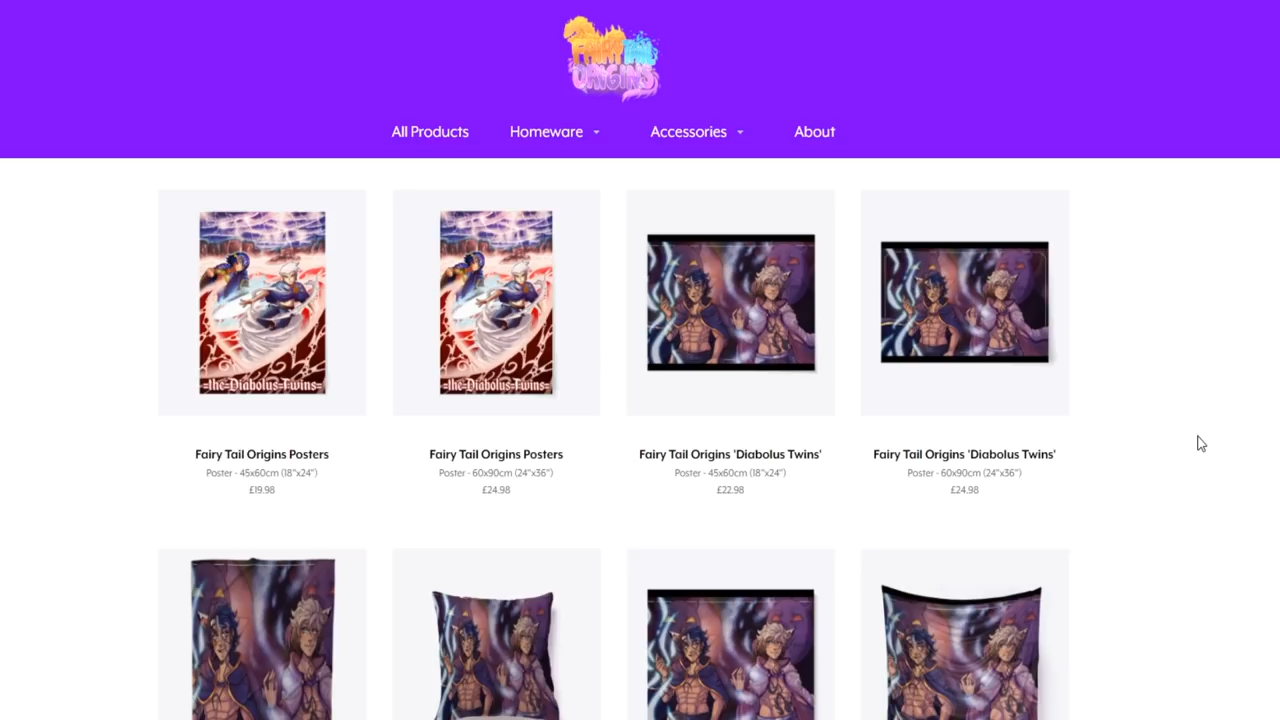 FAIRY TAIL
ORIGINS
All Products Homeware Accessories About
=the=Diabolus=Twins=
=the=Diabolus=Twins=
Fairy Tail Origins Posters
Poster - 45x60cm (18"x24")
£19.98
Fairy Tail Origins Posters
Poster - 60x90cm (24"x36")
£24.98
Fairy Tail Origins 'Diabolus Twins'
Poster - 45x60cm (18"x24")
£22.98
Fairy Tail Origins 'Diabolus Twins'
Poster - 60x90cm (24"x36")
£24.98